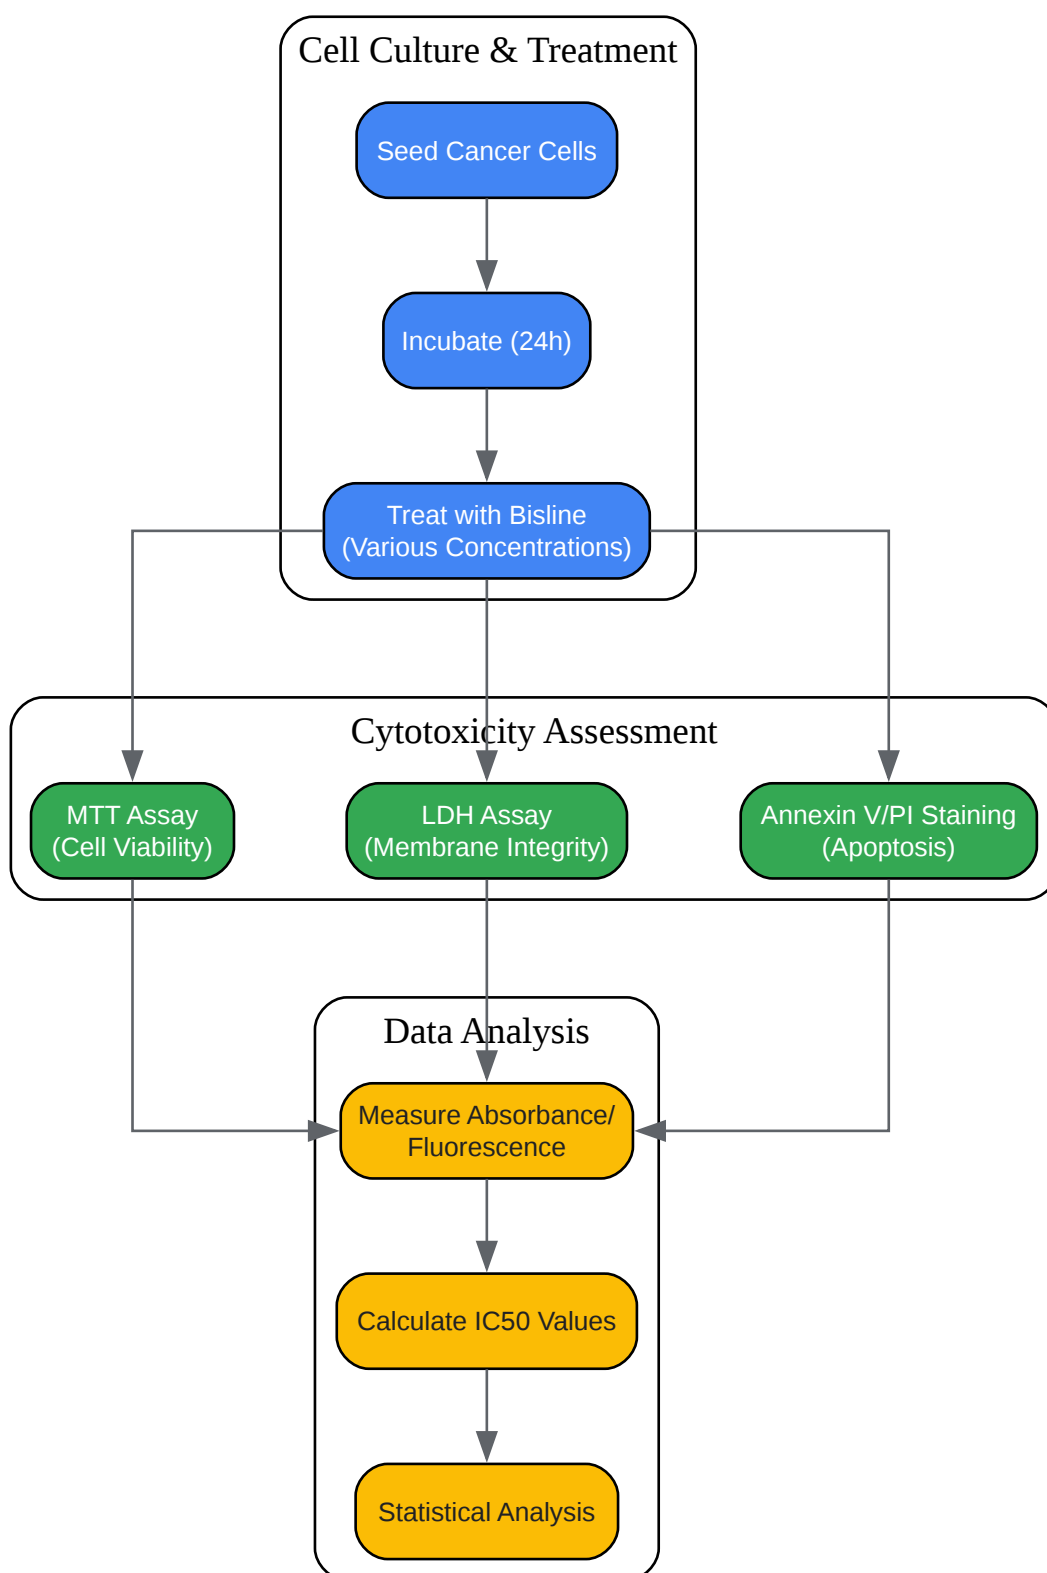 Cell Culture & Treatment
Seed Cancer Cells
Incubate (24h)
Treat with Bisline
(Various Concentrations)
Cytotoxicity Assessment
MTT Assay
(Cell Viability)
LDH Assay
(Membrane Integrity)
Annexin V/PI Staining
(Apoptosis)
Data Analysis
Measure Absorbance/
Fluorescence
Calculate IC50 Values
Statistical Analysis